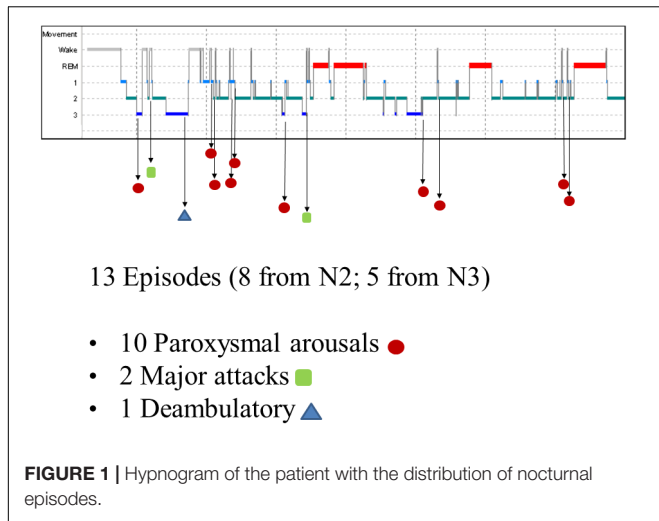 Movement
Wake
REM
1
2
3
13 Episodes (8 from N2; 5 from N3)
• 10 Paroxysmal arousals
• 2 Major attacks
• 1 Deambulatory
FIGURE 1 | Hypnogram of the patient with the distribution of nocturnal
episodes.